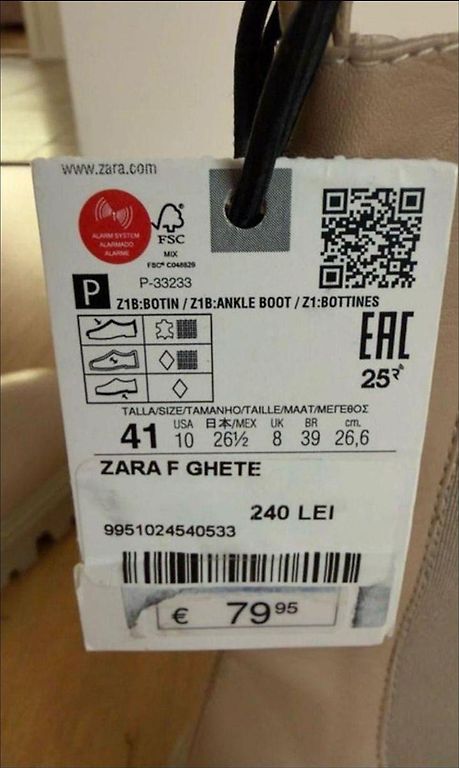 www.zara.com
ALARM SYSTEM
ALARMADO
ALARME
FSC
MIX
FSC® C048829
P-33233
P
Z1B:BOTIN / Z1B:ANKLE BOOT / Z1:BOTTINES
EAC
25
TALLA/SIZE/TAMANHO/TAILLE/MAAT/ΜΕΓΕΘΟΣ
41
USA 10
日本/MEX 26½
UK 8
BR 39
cm. 26,6
ZARA F GHETE
240 LEI
9951024540533
€ 79 95